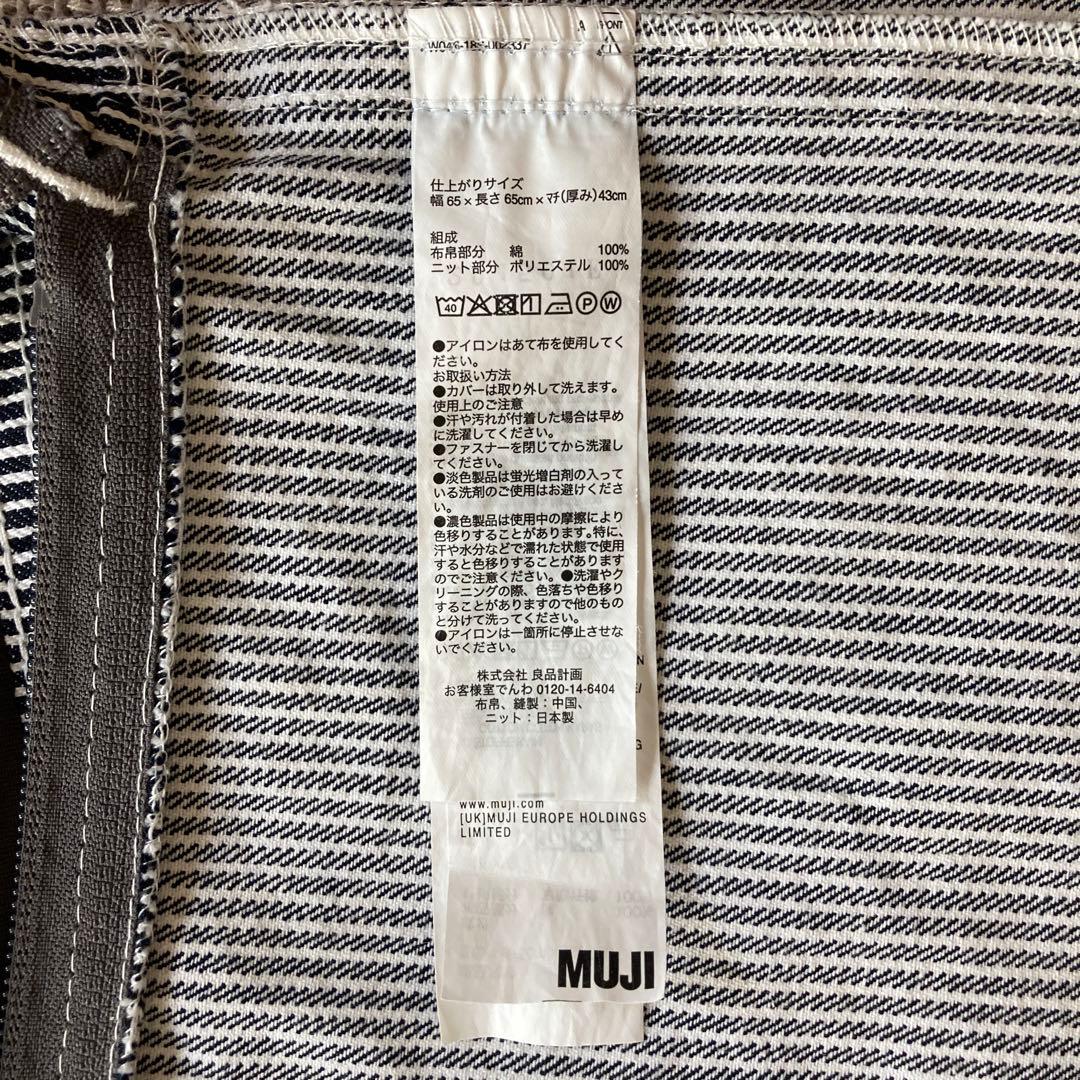 仕上がりサイズ
幅 65 × 長さ 65cm × マチ(厚み) 43cm
組成
布帛部分 綿 100%
ニット部分 ポリエステル 100%
40 P W
●アイロンはあて布を使用してく
ださい。
お取扱い方法
●カバーは取り外して洗えます。
使用上のご注意
●汗や汚れが付着した場合は早め
に洗濯してください。
●ファスナーを閉じてから洗濯し
てください。
●淡色製品は蛍光増白剤の入って
いる洗剤のご使用はお避けくださ
い。
●濃色製品は使用中の摩擦により
色移りすることがあります。特に、
汗や水分などで濡れた状態で使用
すると色移りすることがあります
のでご注意ください。●洗濯やク
リーニングの際、色落ちや色移り
することがありますので他のもの
と分けて洗ってください。
●アイロンは一箇所に停止させな
いでください。
株式会社 良品計画
お客様室でんわ 0120-14-6404
布帛、縫製：中国、
ニット：日本製
www.muji.com
[UK]MUJI EUROPE HOLDINGS
LIMITED
MUJI